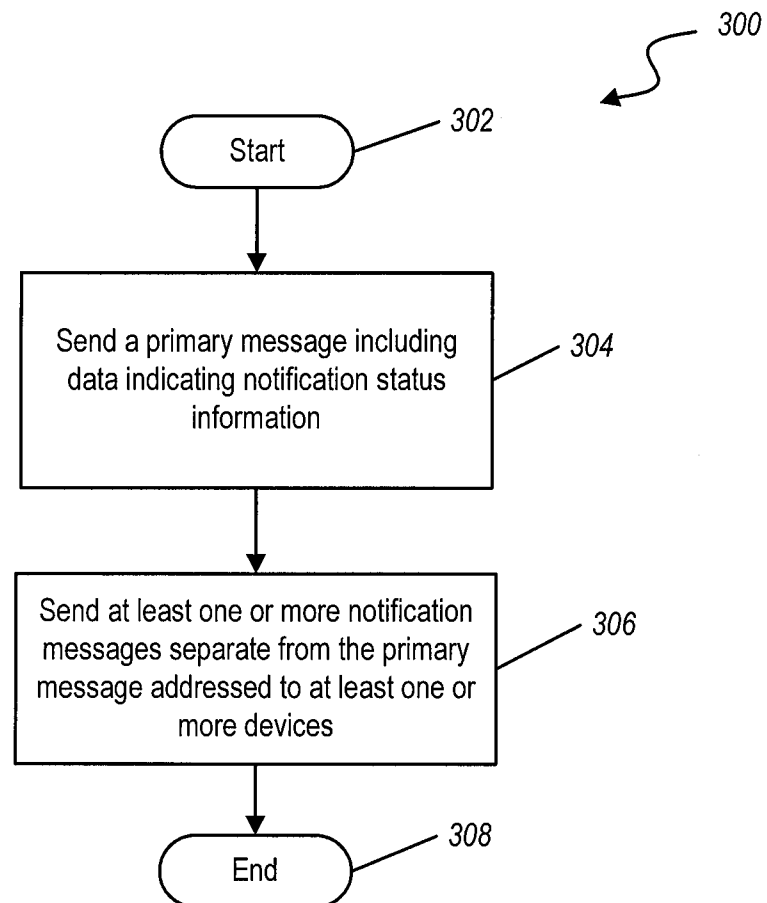 300
Start
302
Send a primary message including
data indicating notification status
information
304
Send at least one or more notification
messages separate from the primary
message addressed to at least one or
more devices
306
End
308